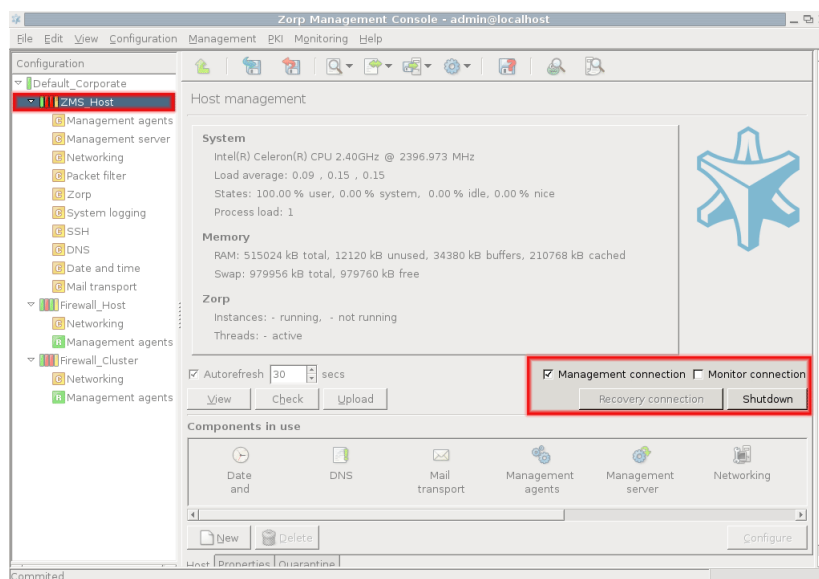 Zorp Management Console - admin@localhost
File Edit View Configuration Management PKI Monitoring Help
Configuration
Default_Corporate
ZMS_Host
Management agents
Management server
Networking
Packet filter
Zorp
System logging
SSH
DNS
Date and time
Mail transport
Firewall_Host
Networking
Management agents
Firewall_Cluster
Networking
Management agents
Host management
System
Intel(R) Celeron(R) CPU 2.40GHz @ 2396.973 MHz
Load average: 0.09 , 0.15 , 0.15
States: 100.00 % user, 0.00 % system, 0.00 % idle, 0.00 % nice
Process load: 1
Memory
RAM: 515024 kB total, 12120 kB unused, 34380 kB buffers, 210768 kB cached
Swap: 979956 kB total, 979760 kB free
Zorp
Instances: - running, - not running
Threads: - active
Autorefresh 30 secs
Management connection Monitor connection
View Check Upload
Recovery connection Shutdown
Components in use
Date and
DNS
Mail transport
Management agents
Management server
Networking
New Delete Configure
Host Properties Quarantine
Commited